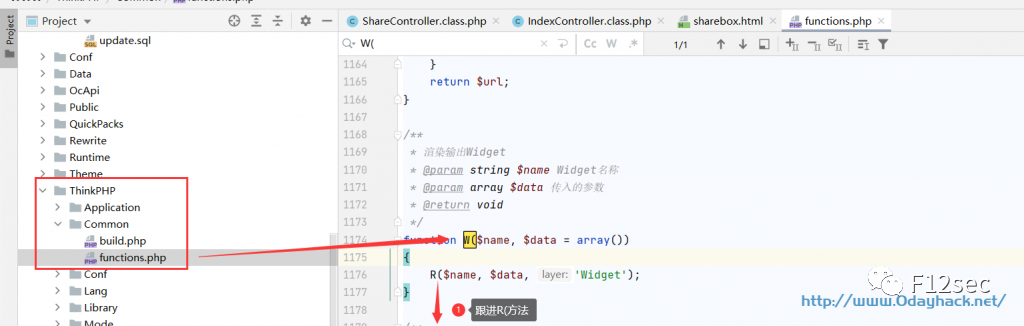 Project
ShareController.class.php
IndexController.class.php
sharebox.html
functions.php
Project
W(
Cc W .*
1/1
update.sql
Conf
Data
OcApi
Public
QuickPacks
Rewrite
Runtime
Theme
ThinkPHP
Application
Common
build.php
functions.php
Conf
Lang
Library
Mode
1164 }
1165 return $url;
1166 }
1167
1168 /**
1169 * 渲染输出Widget
1170 * @param string $name Widget名称
1171 * @param array $data 传入的参数
1172 * @return void
1173 */
1174 function W($name, $data = array())
1175 {
1176 R($name, $data, layer: 'Widget');
1177 }
1 跟进R(方法
F12sec
http://www.0dayhack.net/